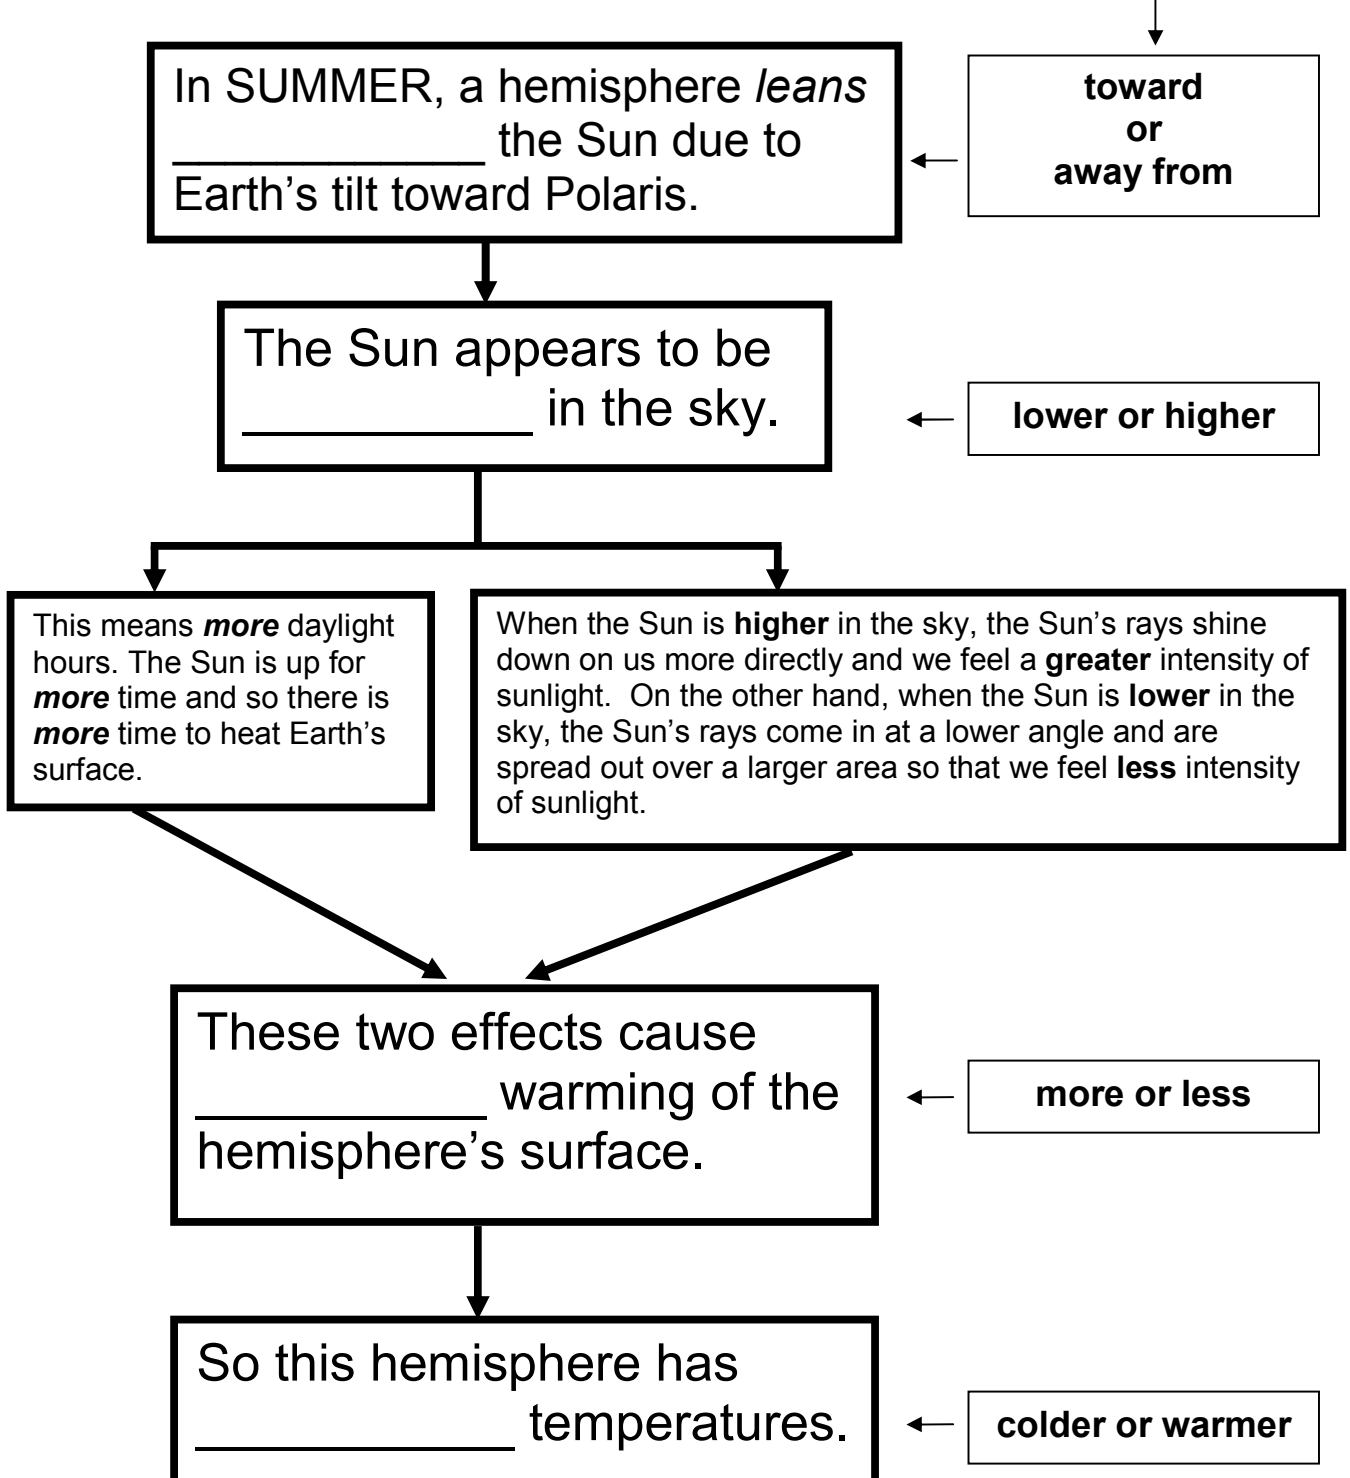 In SUMMER, a hemisphere leans
____________ the Sun due to
Earth’s tilt toward Polaris.
toward
or
away from
The Sun appears to be
__________ in the sky.
lower or higher
This means more daylight
hours. The Sun is up for
more time and so there is
more time to heat Earth’s
surface.
When the Sun is higher in the sky, the Sun’s rays shine
down on us more directly and we feel a greater intensity of
sunlight.  On the other hand, when the Sun is lower in the
sky, the Sun’s rays come in at a lower angle and are
spread out over a larger area so that we feel less intensity
of sunlight.
These two effects cause
__________ warming of the
hemisphere’s surface.
more or less
So this hemisphere has
___________ temperatures.
colder or warmer